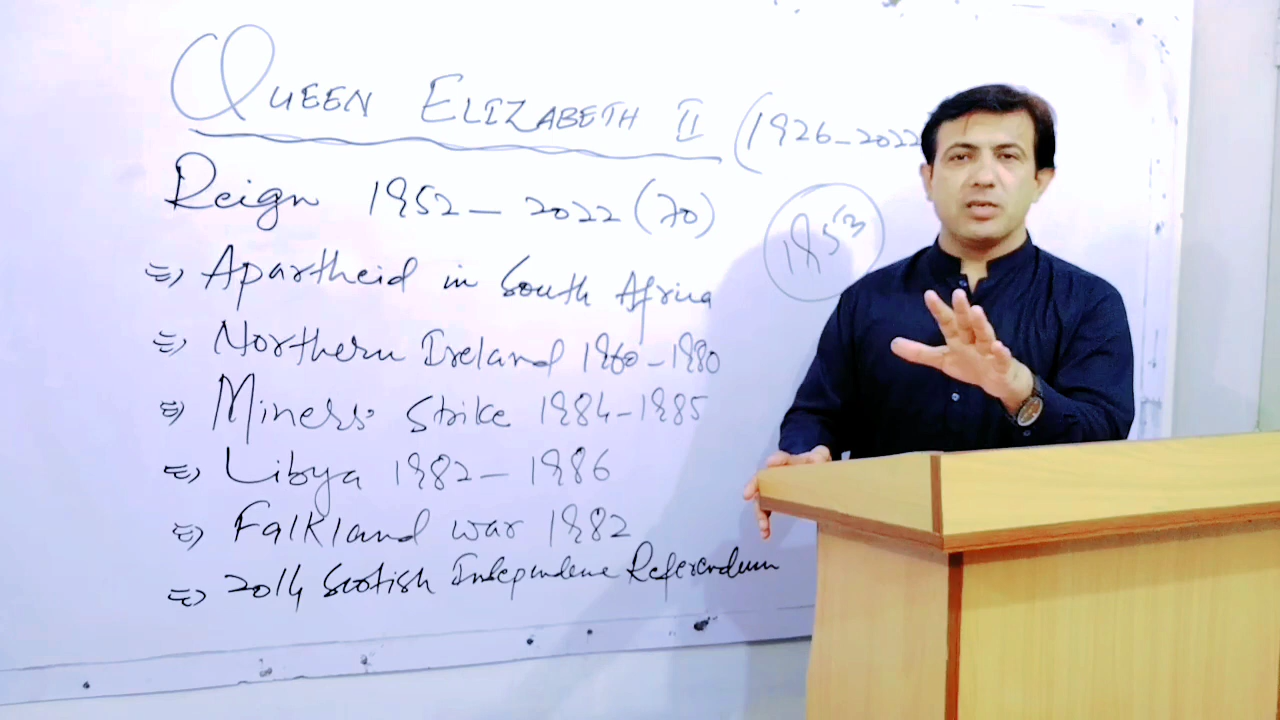 QUEEN ELIZABETH II (1926-2022
Reign 1952-2022 (70)
1953
⇒ Apartheid in South Africa
⇒ Northern Ireland 1960-1980
⇒ Miners' Strike 1984-1985
⇒ Libya 1982-1986
⇒ Falkland war 1982
⇒ 2014 Scotish Independene Referendum